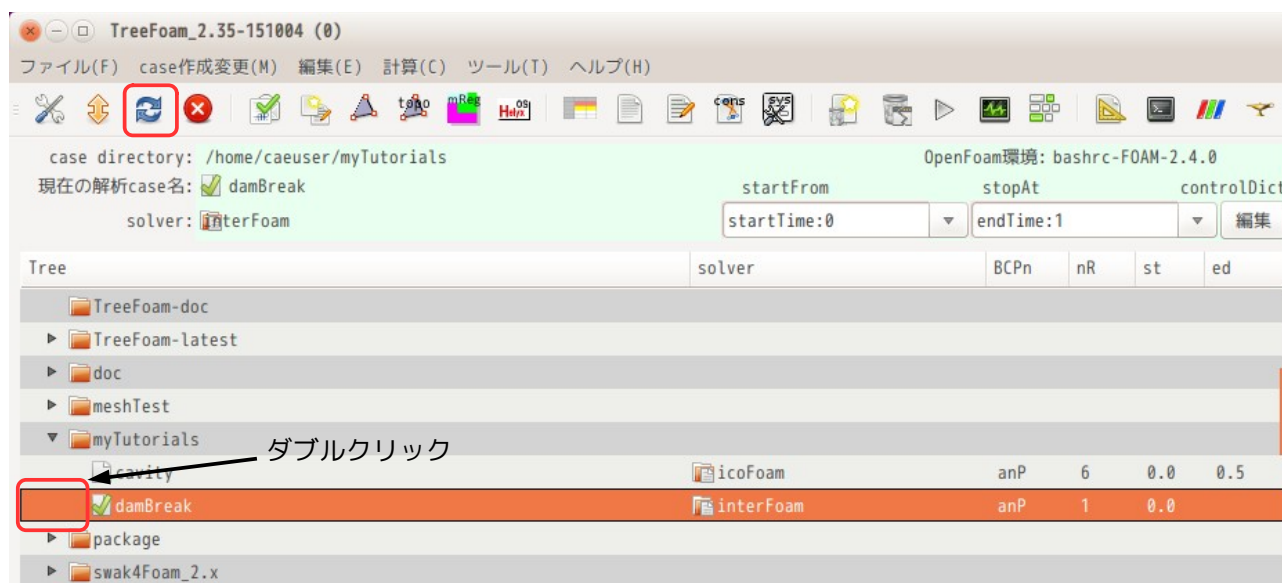 TreeFoam_2.35-151004 (0)
ファイル(F) case作成変更(M) 編集(E) 計算(C) ツール(T) ヘルプ(H)
topo mReg Helyx OS cons SYS
case directory: /home/caeuser/myTutorials OpenFoam環境: bashrc-FOAM-2.4.0
現在の解析case名: damBreak startFrom stopAt controlDict
solver: interFoam startTime:0 endTime:1 編集
Tree solver BCPn nR st ed
TreeFoam-doc
TreeFoam-latest
doc
meshTest
myTutorials
ダブルクリック
cavity icoFoam anP 6 0.0 0.5
damBreak interFoam anP 1 0.0
package
swak4Foam_2.x